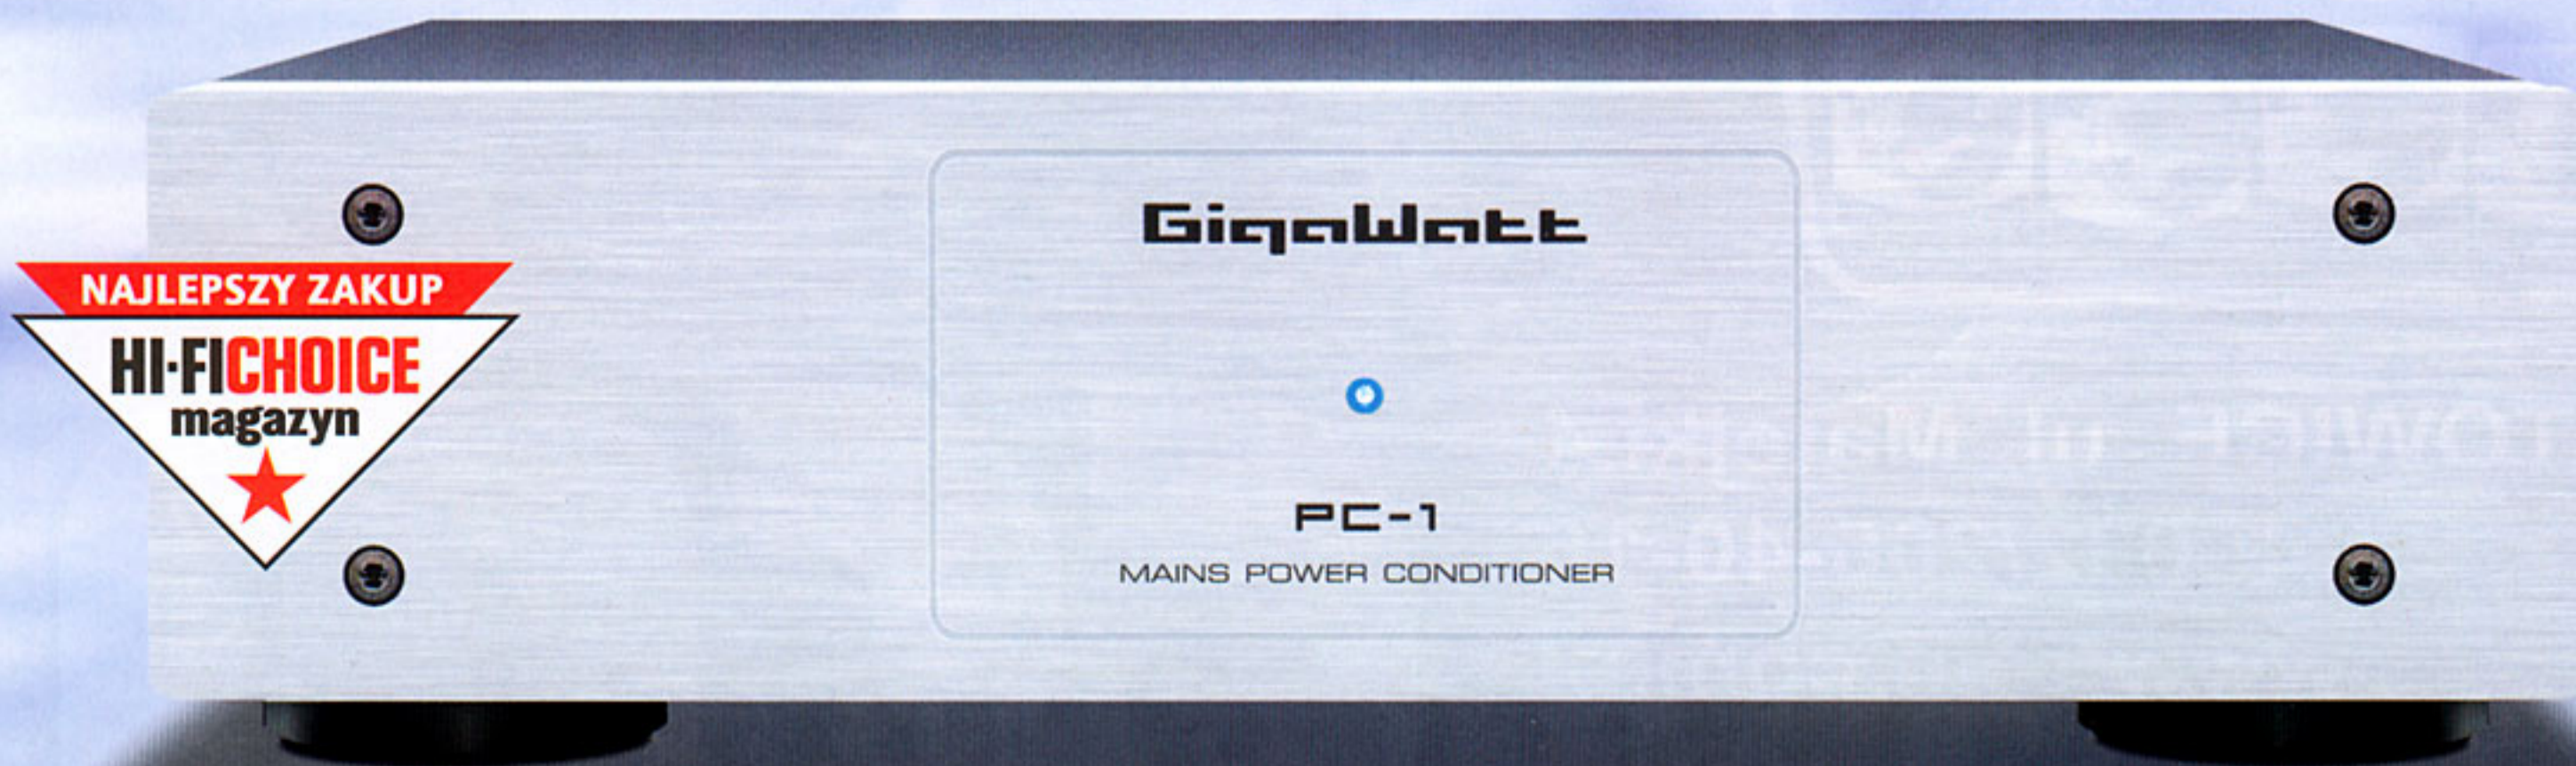 GigaWatt
NAJLEPSZY ZAKUP
HI·FICHOICE
magazyn
PC-1
MAINS POWER CONDITIONER